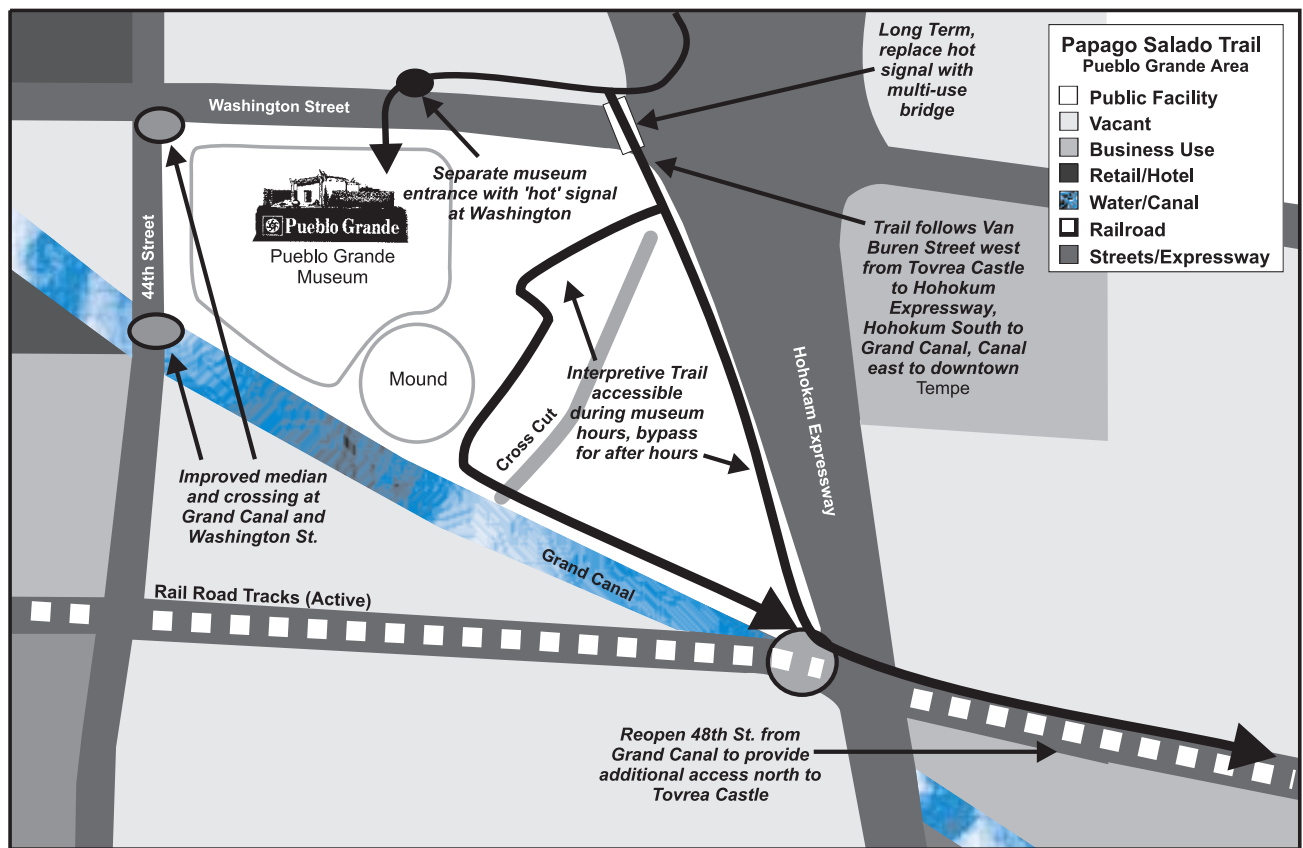 Long Term,
replace hot
signal with
multi-use
bridge
Papago Salado Trail
Pueblo Grande Area
Public Facility
Vacant
Business Use
Retail/Hotel
Water/Canal
Railroad
Streets/Expressway
Washington Street
Separate museum
entrance with 'hot' signal
at Washington
44th Street
Pueblo Grande
Pueblo Grande
Museum
Trail follows Van
Buren Street west
from Tovrea Castle
to Hohokum
Expressway,
Hohokum South to
Grand Canal, Canal
east to downtown
Tempe
Mound
Interpretive Trail
accessible
during museum
hours, bypass
for after hours
Cross Cut
Hohokam Expressway
Improved median
and crossing at
Grand Canal and
Washington St.
Grand Canal
Rail Road Tracks (Active)
Reopen 48th St. from
Grand Canal to provide
additional access north to
Tovrea Castle